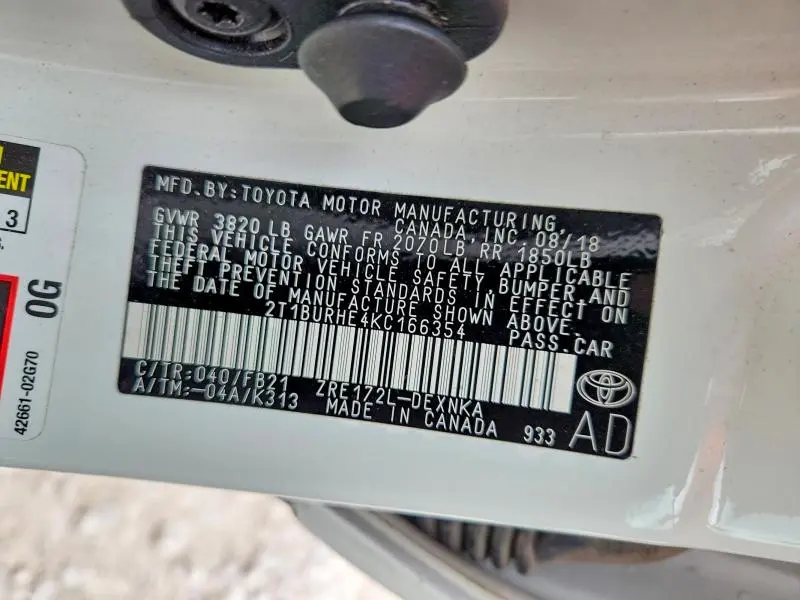 MFD. BY: TOYOTA MOTOR MANUFACTURING,
CANADA, INC. 08/18
GVWR 3820 LB GAWR FR 2070LB RR 1850LB
THIS VEHICLE CONFORMS TO ALL APPLICABLE
FEDERAL MOTOR VEHICLE SAFETY, BUMPER, AND
THEFT PREVENTION STANDARDS IN EFFECT ON
THE DATE OF MANUFACTURE SHOWN ABOVE.
2T1BURHE4KC166354 PASS.CAR
C/TR:040/FB21 ZRE172L-DEXNKA
A/TM:-04A/K313 MADE IN CANADA 933 AD
ENT
3
0G
42661-02G70